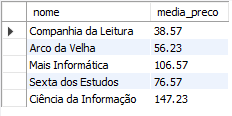 nome media_preco
Companhia da Leitura 38.57
Arco da Velha 56.23
Mais Informática 106.57
Sexta dos Estudos 76.57
Ciência da Informação 147.23